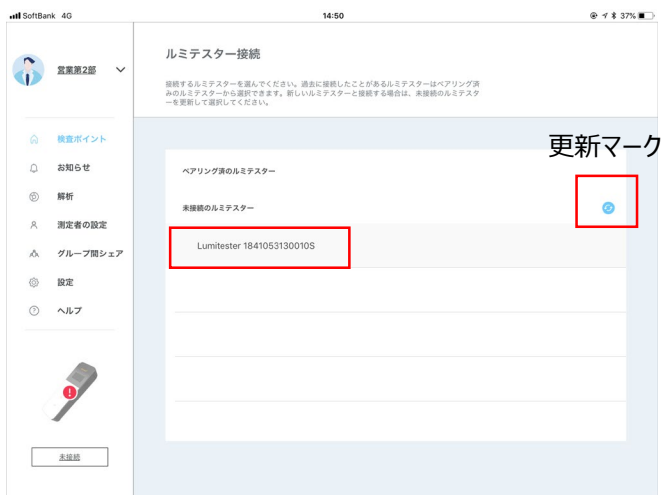 SoftBank 4G
14:50
37%
営業第2部
ルミテスター接続
接続するルミテスターを選んでください。過去に接続したことがあるルミテスターはペアリング済
みのルミテスターから選択できます。新しいルミテスターと接続する場合は、未接続のルミテスタ
ーを更新して選択してください。
検査ポイント
お知らせ
解析
測定者の設定
グループ間シェア
設定
ヘルプ
未接続
更新マーク
ペアリング済のルミテスター
未接続のルミテスター
Lumitester 1841053130010S